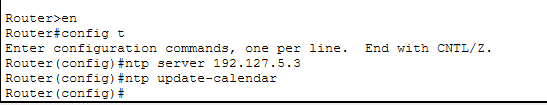 Router>en
Router#config t
Enter configuration commands, one per line.  End with CNTL/Z.
Router(config)#ntp server 192.127.5.3
Router(config)#ntp update-calendar
Router(config)#